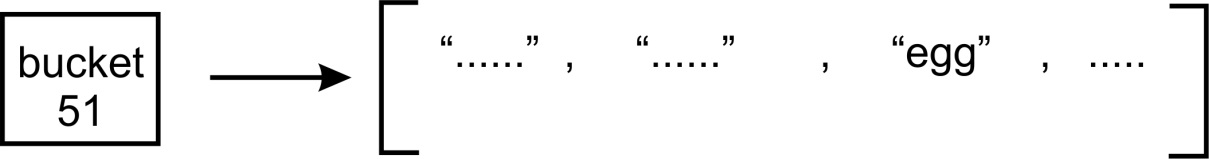 bucket
51
“......” , “......” , “egg” , .....